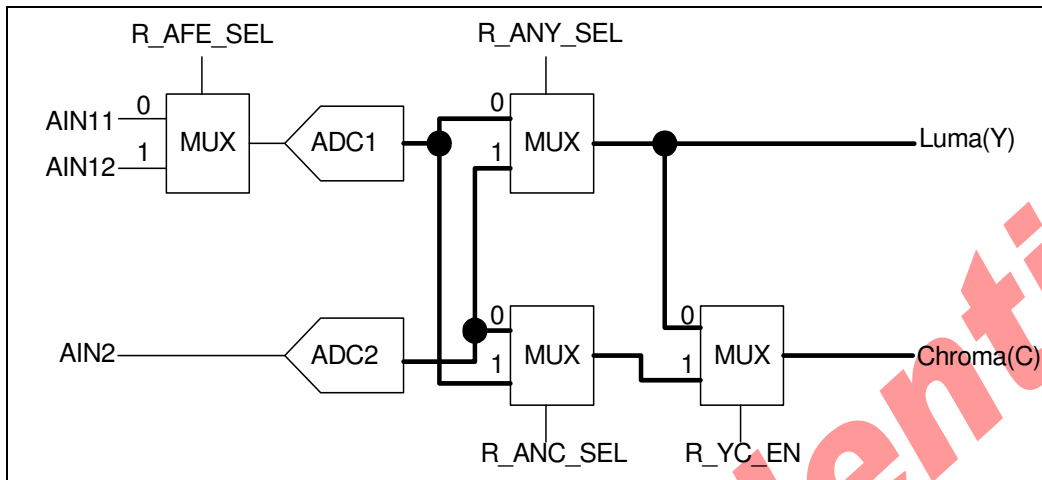 R_AFE_SEL
R_ANY_SEL
AIN11
0
MUX
ADC1
0
MUX
Luma(Y)
AIN12
1
1
AIN2
ADC2
0
MUX
0
MUX
Chroma(C)
1
1
R_ANC_SEL
R_YC_EN
denti